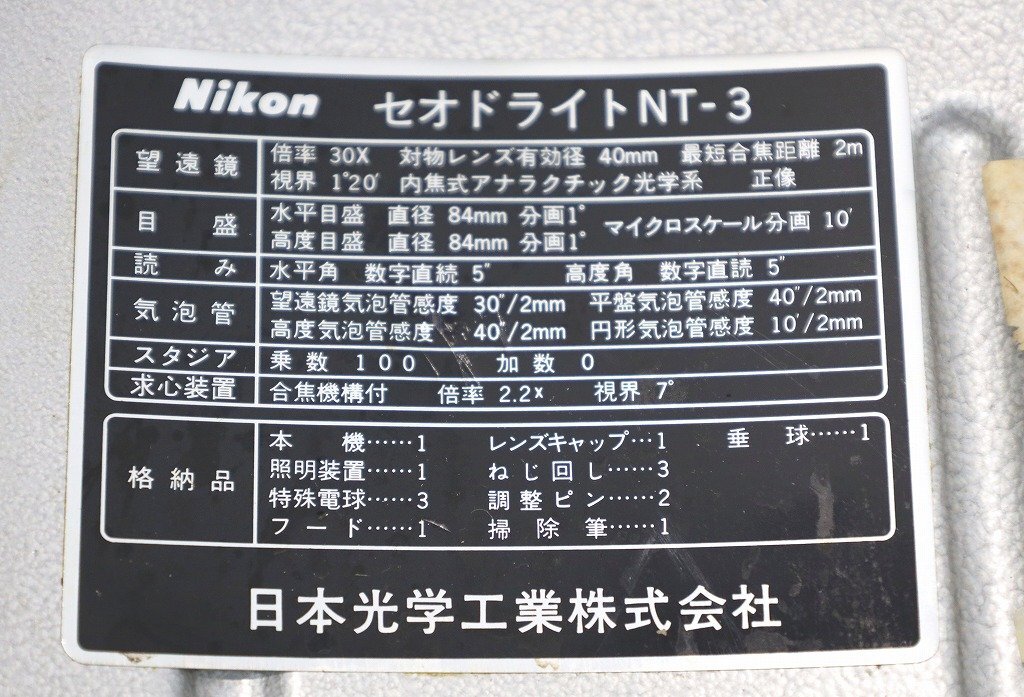 Nikon セオドライトNT-3
望遠鏡 倍率 30X 対物レンズ有効径 40mm 最短合焦距離 2m
視界 1°20′ 内焦式アナラクチック光学系 正像
目盛 水平目盛 直径 84mm 分画1° マイクロスケール分画 10′
高度目盛 直径 84mm 分画1°
読み 水平角 数字直続 5″ 高度角 数字直読 5″
気泡管 望遠鏡気泡管感度 30″/2mm 平盤気泡管感度 40″/2mm
高度気泡管感度 40″/2mm 円形気泡管感度 10′/2mm
スタジア 乗数 100 加数 0
求心装置 合焦機構付 倍率 2.2x 視界 7°
格納品 本機……1 レンズキャップ…1 垂球……1
照明装置……1 ねじ回し……3
特殊電球……3 調整ピン……2
フード……1 掃除筆……1
日本光学工業株式会社